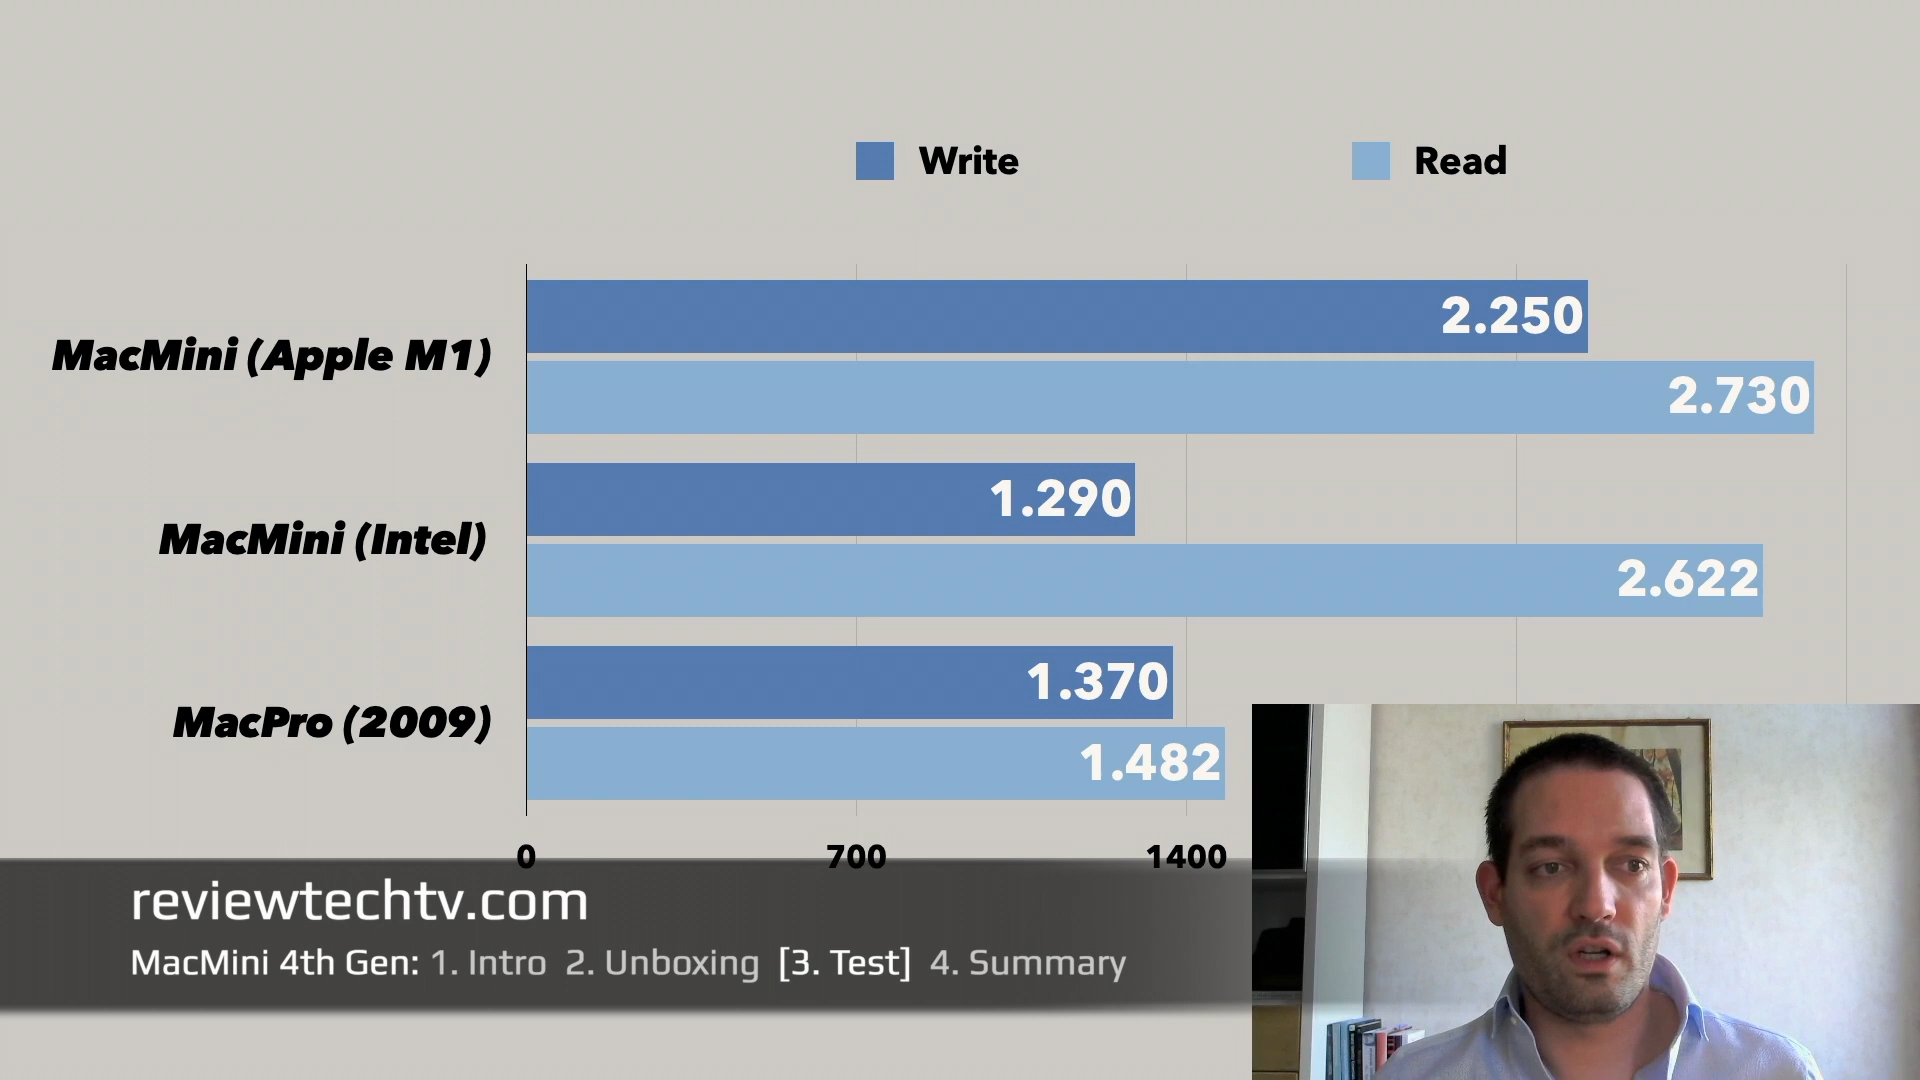 Write Read
MacMini (Apple M1)
2.250
2.730
MacMini (Intel)
1.290
2.622
MacPro (2009)
1.370
1.482
0 700 1400
reviewtechtv.com
MacMini 4th Gen: 1. Intro 2. Unboxing [3. Test] 4. Summary